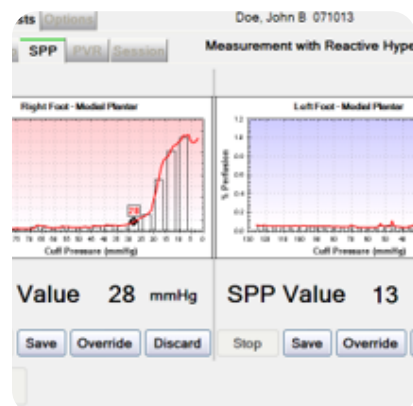 sts Options
Doe, John B 071013
SPP PVR Session
Measurement with Reactive Hype
Right Foot - Medial Plantar
Left Foot - Medial Plantar
% Perfusion
28
Cuff Pressure (mmHg)
Cuff Pressure (mmHg)
Value 28 mmHg
SPP Value 13
Save Override Discard
Stop Save Override